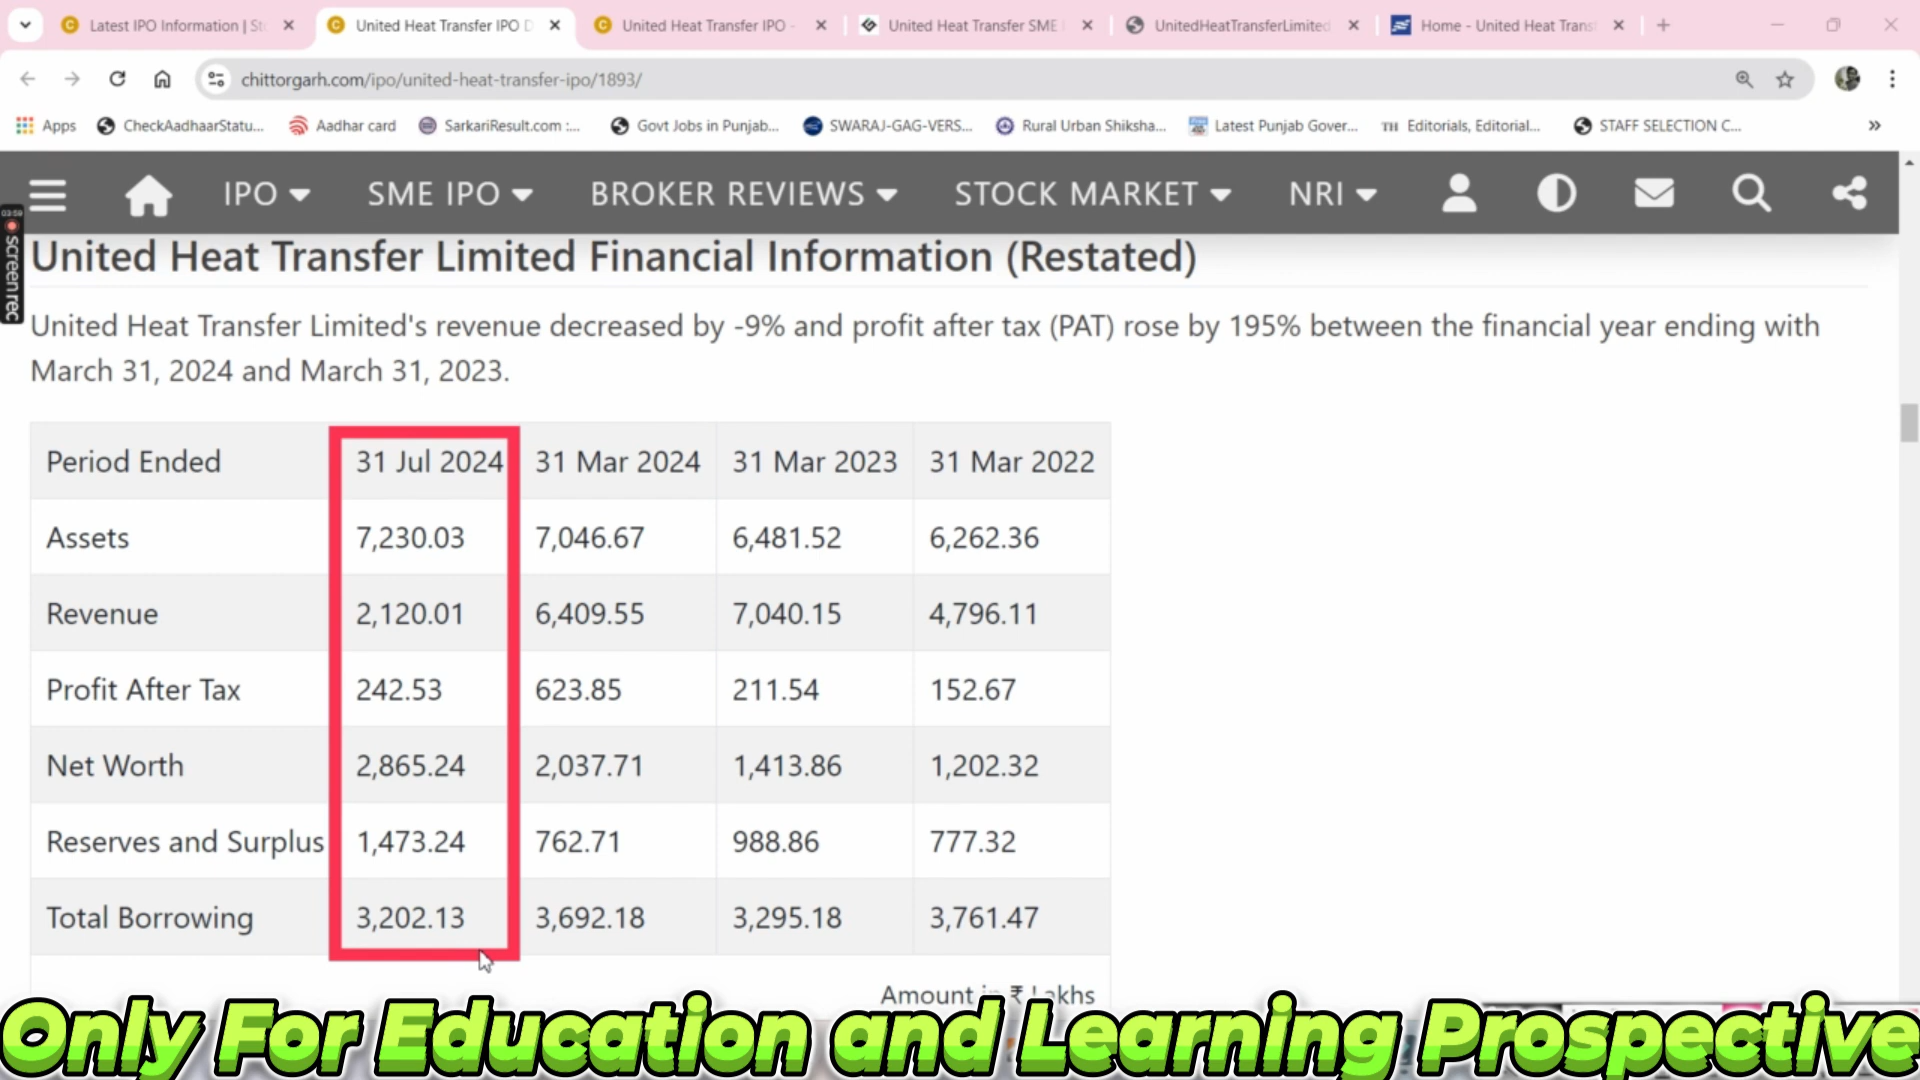 Latest IPO Information | St
United Heat Transfer IPO D
United Heat Transfer IPO -
United Heat Transfer SME
UnitedHeatTransferLimited
Home - United Heat Trans
chittorgarh.com/ipo/united-heat-transfer-ipo/1893/
Apps
CheckAadhaarStatu...
Aadhar card
SarkariResult.com :...
Govt Jobs in Punjab...
SWARAJ-GAG-VERS...
Rural Urban Shiksha...
Latest Punjab Gover...
TH Editorials, Editorial...
STAFF SELECTION C...
IPO SME IPO BROKER REVIEWS STOCK MARKET NRI
03:59
screenrec
United Heat Transfer Limited Financial Information (Restated)
United Heat Transfer Limited's revenue decreased by -9% and profit after tax (PAT) rose by 195% between the financial year ending with
March 31, 2024 and March 31, 2023.
Period Ended 31 Jul 2024 31 Mar 2024 31 Mar 2023 31 Mar 2022
Assets 7,230.03 7,046.67 6,481.52 6,262.36
Revenue 2,120.01 6,409.55 7,040.15 4,796.11
Profit After Tax 242.53 623.85 211.54 152.67
Net Worth 2,865.24 2,037.71 1,413.86 1,202.32
Reserves and Surplus 1,473.24 762.71 988.86 777.32
Total Borrowing 3,202.13 3,692.18 3,295.18 3,761.47
Amount in ₹ Lakhs
Only For Education and Learning Prospective